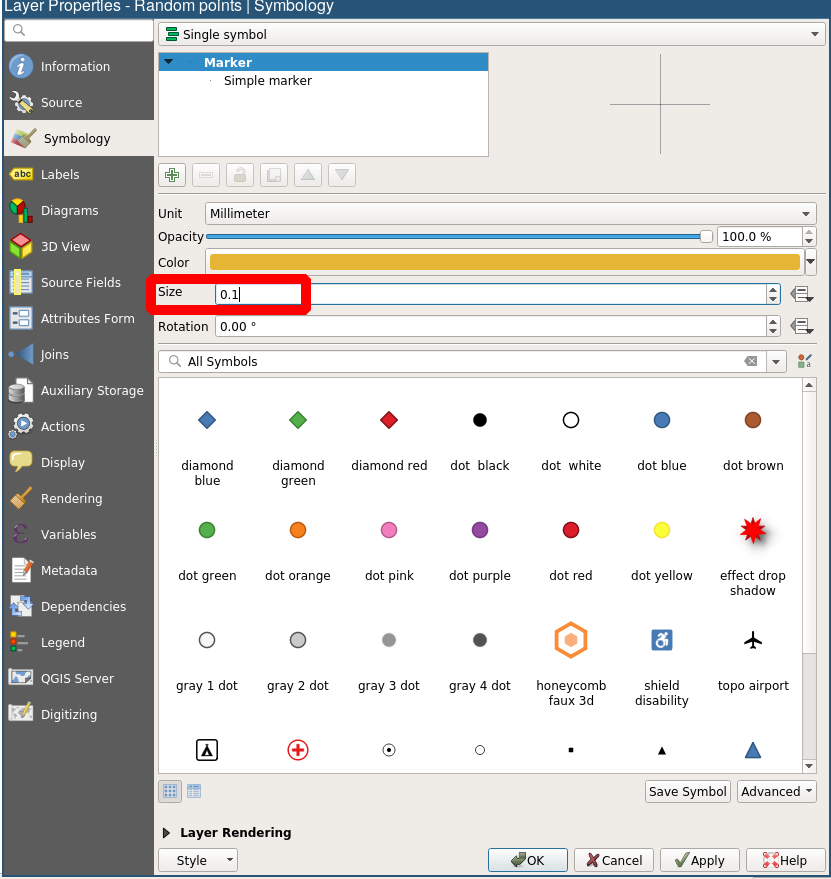 Layer Properties - Random points | Symbology
Single symbol
Information
Source
Symbology
abc Labels
Diagrams
3D View
Source Fields
Attributes Form
Joins
Auxiliary Storage
Actions
Display
Rendering
ε Variables
Metadata
Dependencies
Legend
QGIS Server
Digitizing
Marker
Simple marker
Unit Millimeter
Opacity 100.0 %
Color
Size 0.1
Rotation 0.00 °
All Symbols
diamond blue
diamond green
diamond red
dot  black
dot  white
dot blue
dot brown
dot green
dot orange
dot pink
dot purple
dot red
dot yellow
effect drop shadow
gray 1 dot
gray 2 dot
gray 3 dot
gray 4 dot
honeycomb faux 3d
shield disability
topo airport
Save Symbol
Advanced
Layer Rendering
Style
OK
Cancel
Apply
Help